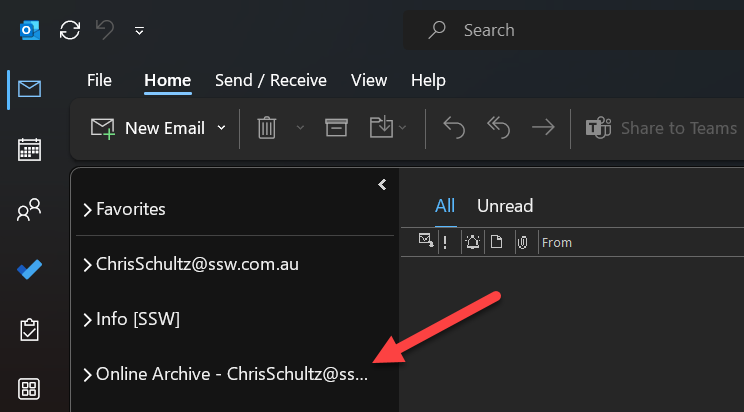 Search
File Home Send / Receive View Help
New Email Share to Teams
Favorites
All Unread
! From
ChrisSchultz@ssw.com.au
Info [SSW]
Online Archive - ChrisSchultz@ss...